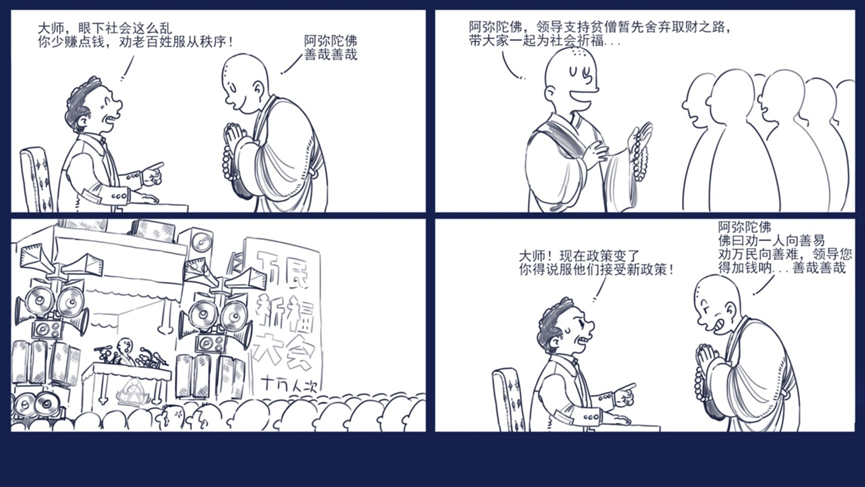 大师，眼下社会这么乱
你少赚点钱，劝老百姓服从秩序！
阿弥陀佛
善哉善哉
阿弥陀佛，领导支持贫僧暂先舍弃取财之路，
带大家一起为社会祈福...
万民
祈福
大会
十万人次
大师！现在政策变了
你得说服他们接受新政策！
阿弥陀佛
佛曰劝一人向善易
劝万民向善难，领导您
得加钱呐...善哉善哉